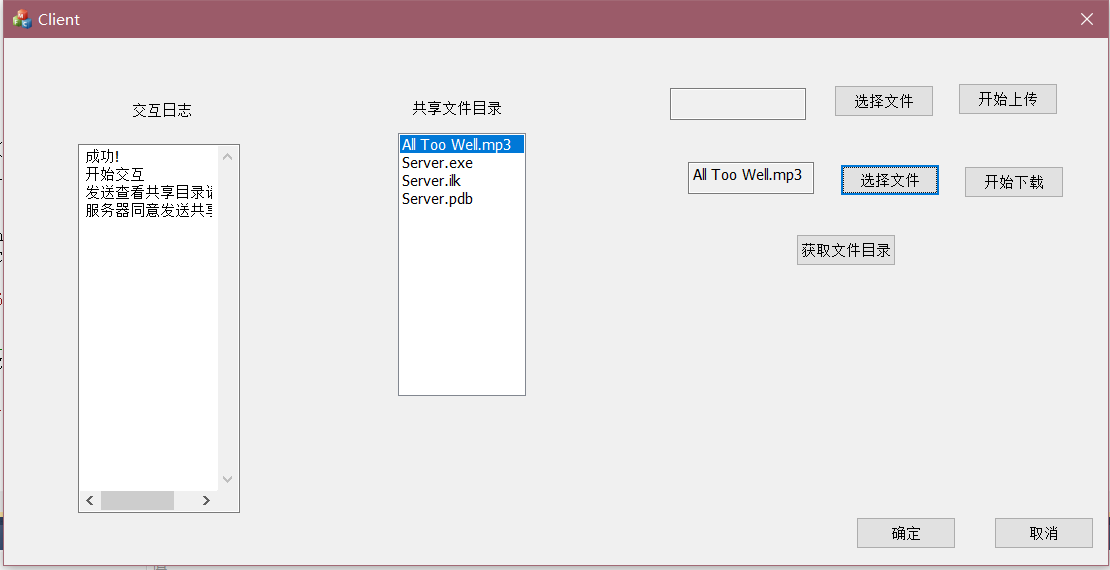 Client
交互日志
成功!
开始交互
发送查看共享目录
服务器同意发送共享
共享文件目录
All Too Well.mp3
Server.exe
Server.ilk
Server.pdb
选择文件
开始上传
All Too Well.mp3
选择文件
开始下载
获取文件目录
确定
取消